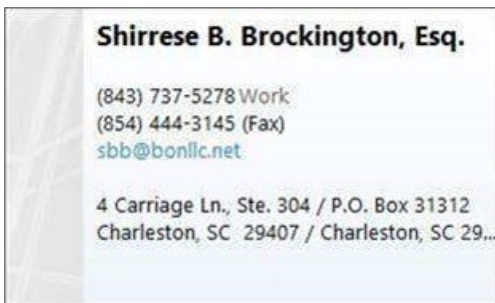 Shirrese B. Brockington, Esq.
(843) 737-5278 Work
(854) 444-3145 (Fax)
sbb@bonllc.net
4 Carriage Ln., Ste. 304 / P.O. Box 31312
Charleston, SC  29407 / Charleston, SC 29...